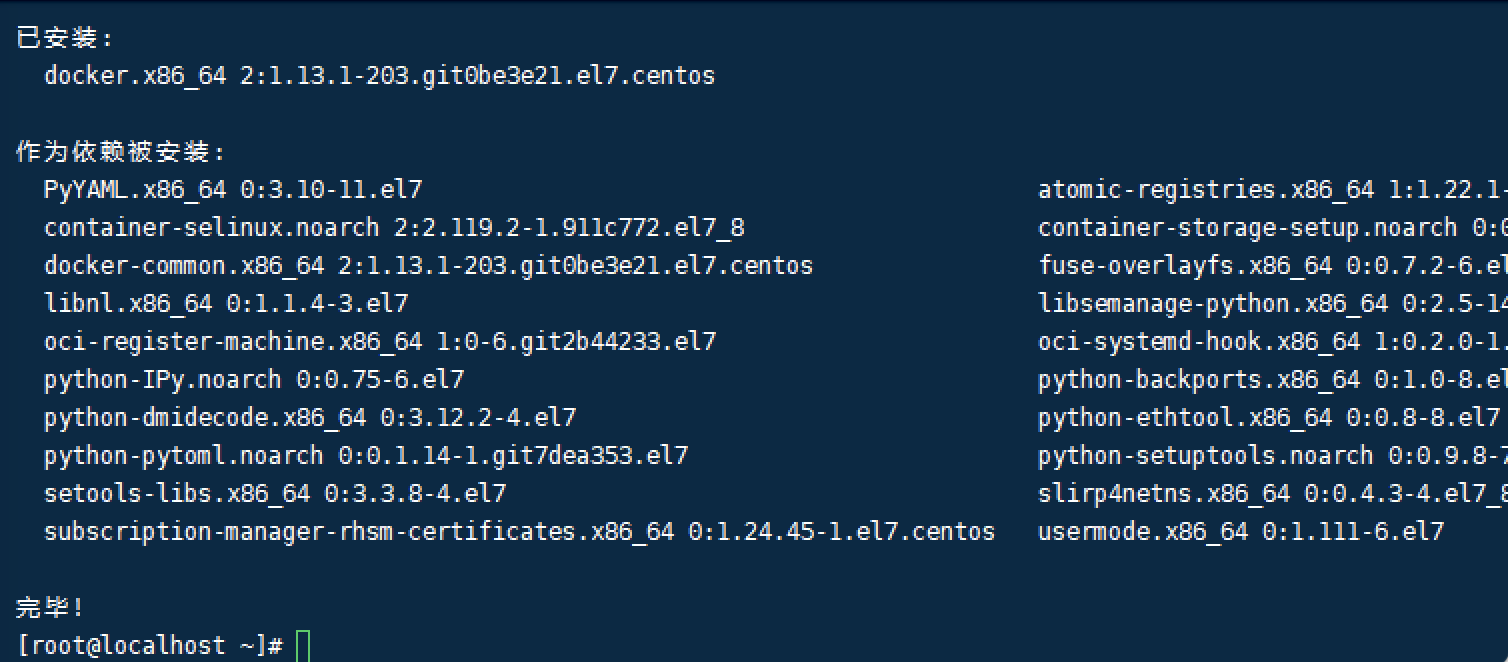 已安装:
docker.x86_64 2:1.13.1-203.git0be3e21.el7.centos
作为依赖被安装:
PyYAML.x86_64 0:3.10-11.el7 atomic-registries.x86_64 1:1.22.1-
container-selinux.noarch 2:2.119.2-1.911c772.el7_8 container-storage-setup.noarch 0:0
docker-common.x86_64 2:1.13.1-203.git0be3e21.el7.centos fuse-overlayfs.x86_64 0:0.7.2-6.el
libnl.x86_64 0:1.1.4-3.el7 libsemanage-python.x86_64 0:2.5-14
oci-register-machine.x86_64 1:0-6.git2b44233.el7 oci-systemd-hook.x86_64 1:0.2.0-1.
python-IPy.noarch 0:0.75-6.el7 python-backports.x86_64 0:1.0-8.el
python-dmidecode.x86_64 0:3.12.2-4.el7 python-ethtool.x86_64 0:0.8-8.el7
python-pytoml.noarch 0:0.1.14-1.git7dea353.el7 python-setuptools.noarch 0:0.9.8-7
setools-libs.x86_64 0:3.3.8-4.el7 slirp4netns.x86_64 0:0.4.3-4.el7_8
subscription-manager-rhsm-certificates.x86_64 0:1.24.45-1.el7.centos usermode.x86_64 0:1.111-6.el7
完毕!
[root@localhost ~]#